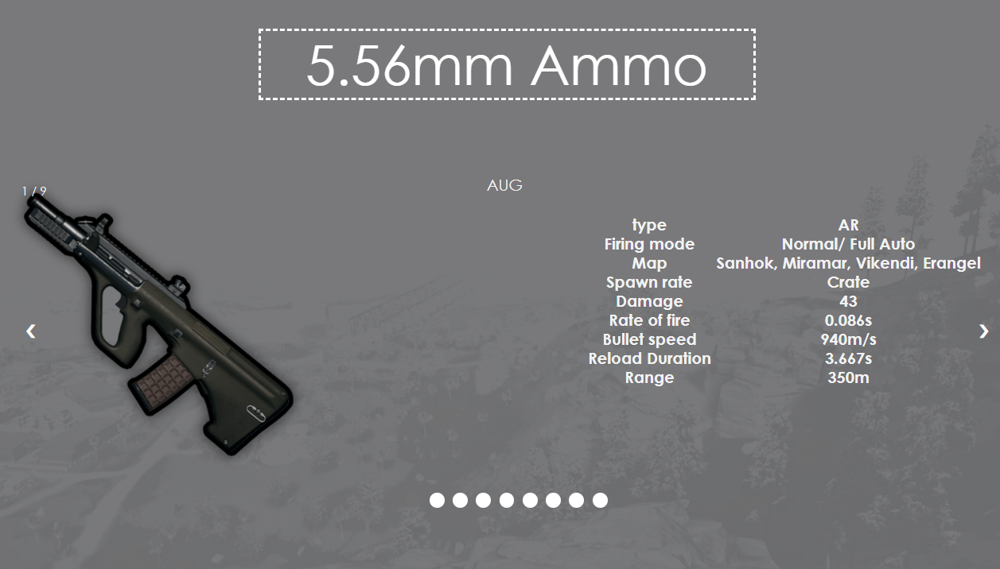 5.56mm Ammo
1 / 9
AUG
type AR
Firing mode Normal/ Full Auto
Map Sanhok, Miramar, Vikendi, Erangel
Spawn rate Crate
Damage 43
Rate of fire 0.086s
Bullet speed 940m/s
Reload Duration 3.667s
Range 350m
❮ ❯